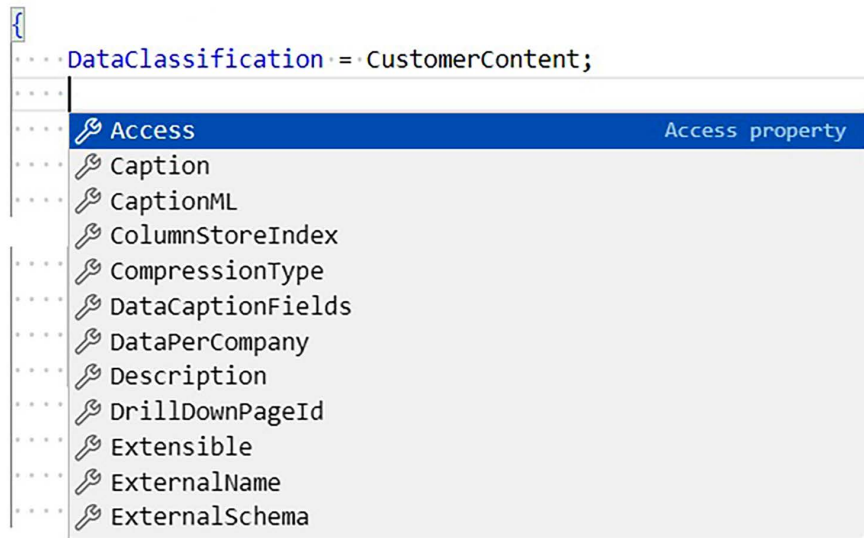 {
DataClassification = CustomerContent;
Access Access property
Caption
CaptionML
ColumnStoreIndex
CompressionType
DataCaptionFields
DataPerCompany
Description
DrillDownPageId
Extensible
ExternalName
ExternalSchema